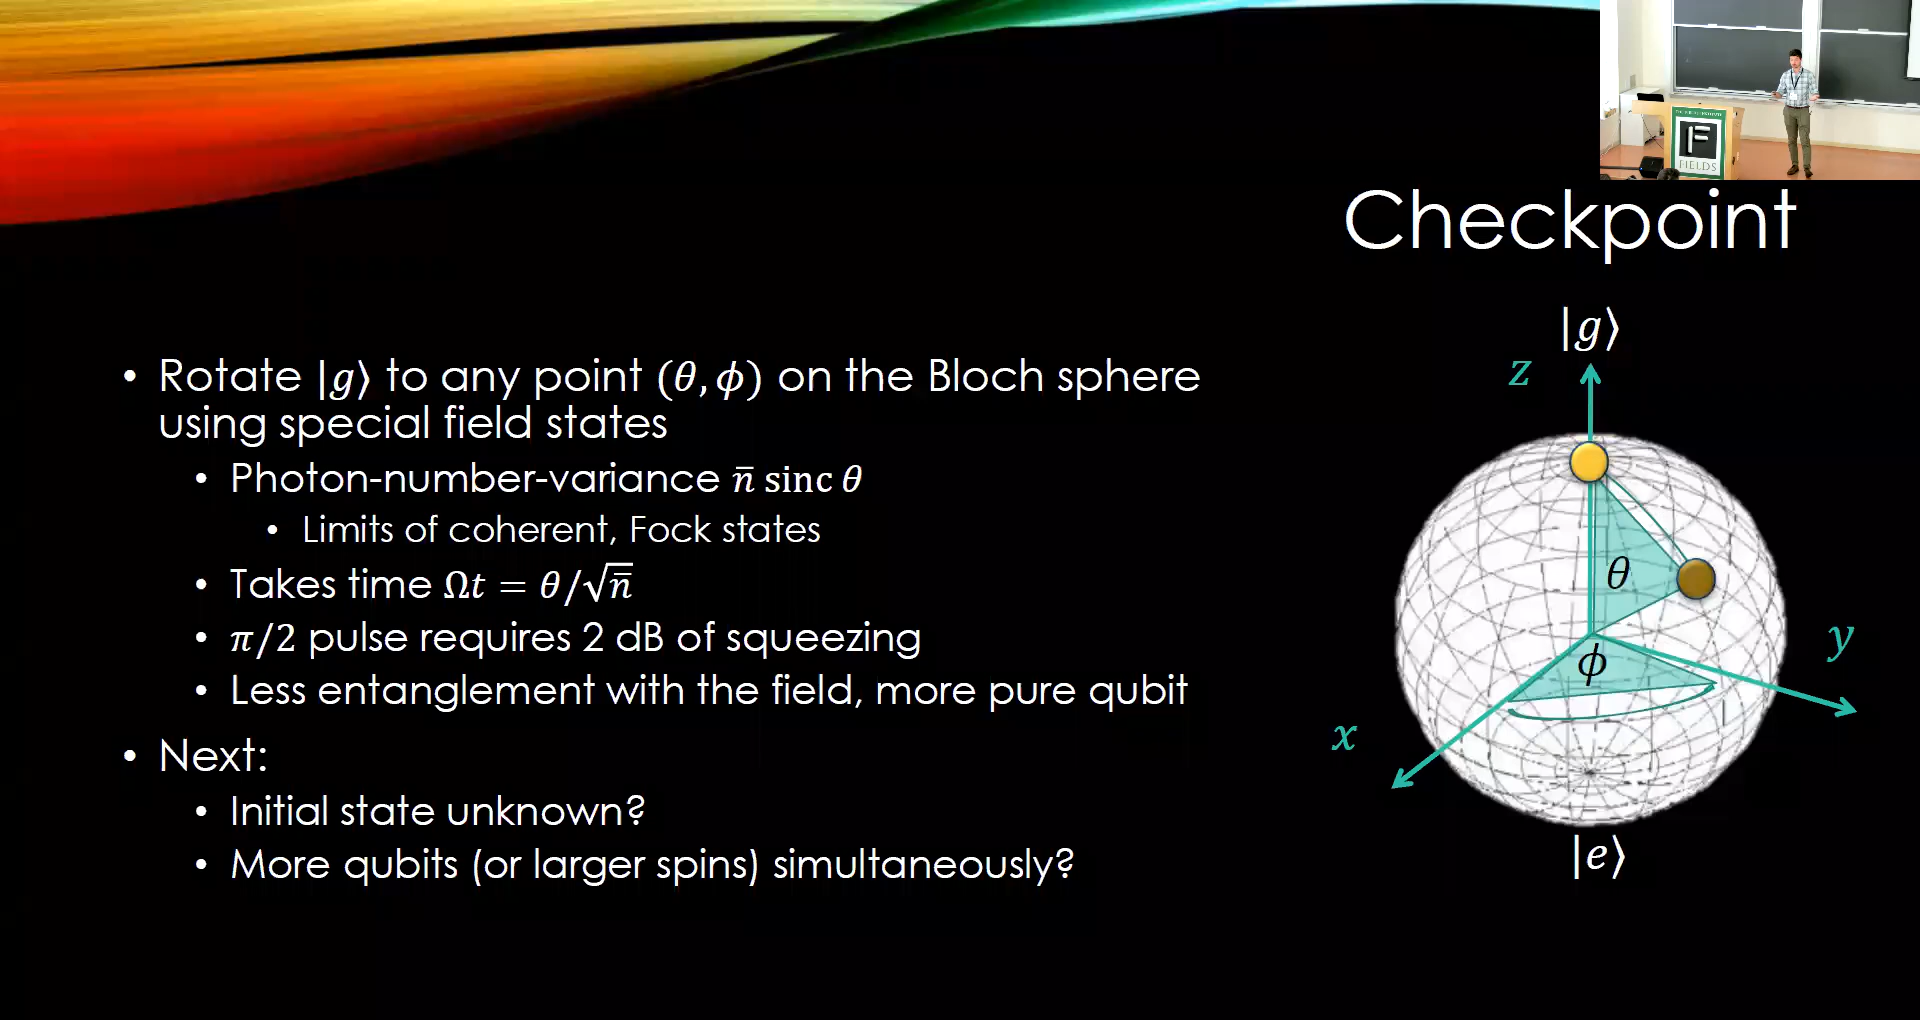 Checkpoint
• Rotate |g⟩ to any point (θ, ϕ) on the Bloch sphere
using special field states
• Photon-number-variance n̄ sinc θ
• Limits of coherent, Fock states
• Takes time Ωt = θ/√n̄
• π/2 pulse requires 2 dB of squeezing
• Less entanglement with the field, more pure qubit
• Next:
• Initial state unknown?
• More qubits (or larger spins) simultaneously?
|g⟩
z
θ
y
ϕ
x
|e⟩
F
FIELDS